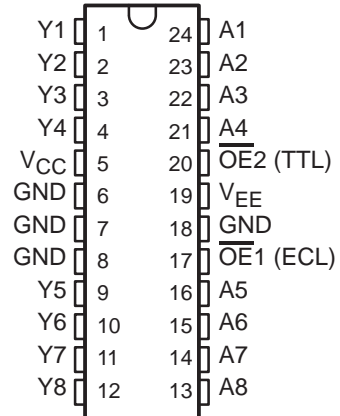 Y1 1 24 A1
Y2 2 23 A2
Y3 3 22 A3
Y4 4 21 A4
VCC 5 20 O̅E̅2 (TTL)
GND 6 19 VEE
GND 7 18 GND
GND 8 17 O̅E̅1 (ECL)
Y5 9 16 A5
Y6 10 15 A6
Y7 11 14 A7
Y8 12 13 A8